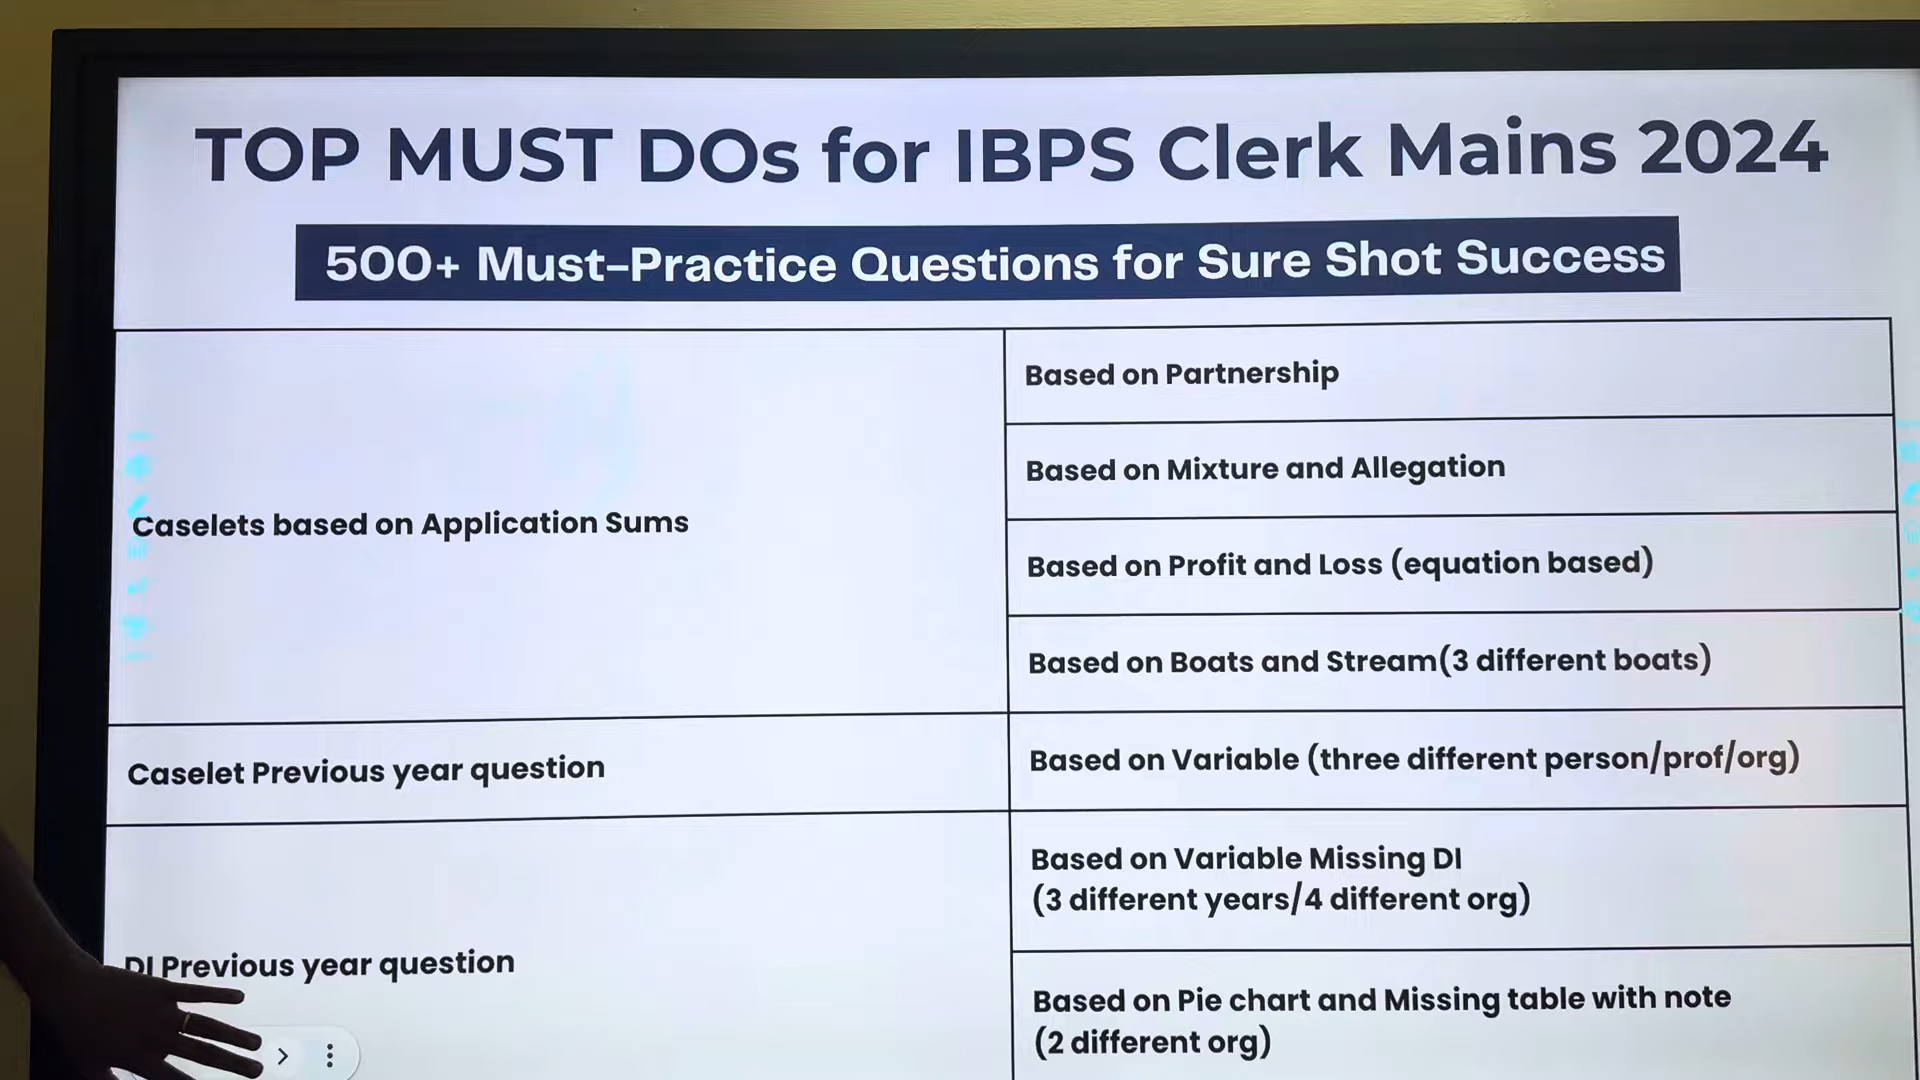 TOP MUST DOs for IBPS Clerk Mains 2024
500+ Must-Practice Questions for Sure Shot Success
Caselets based on Application Sums
Based on Partnership
Based on Mixture and Allegation
Based on Profit and Loss (equation based)
Based on Boats and Stream(3 different boats)
Caselet Previous year question
Based on Variable (three different person/prof/org)
DI Previous year question
Based on Variable Missing DI
(3 different years/4 different org)
Based on Pie chart and Missing table with note
(2 different org)